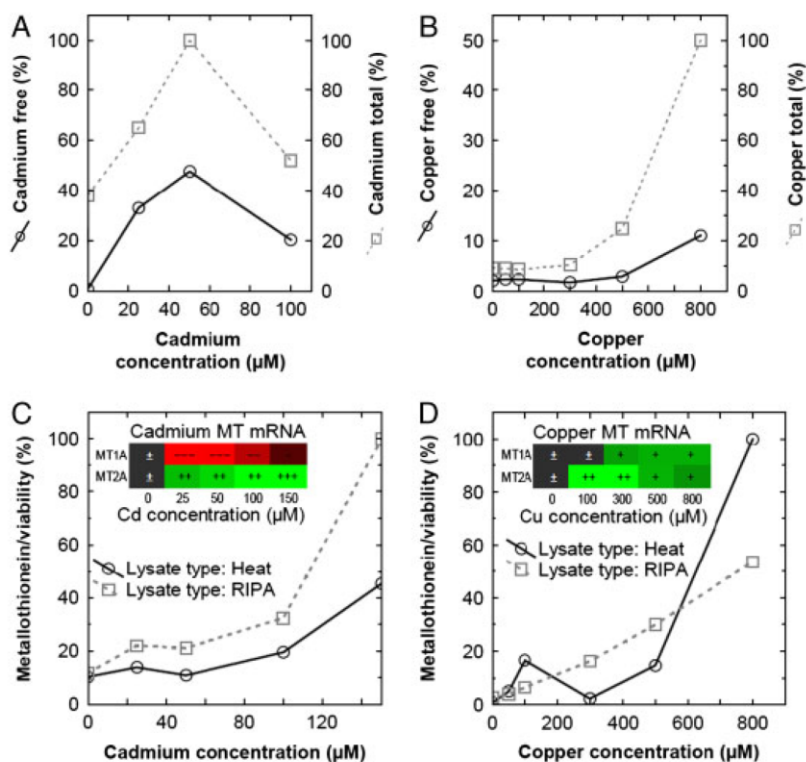 A
B
Cadmium free (%)
100
80
60
40
20
0
Cadmium total (%)
100
80
60
40
20
0
0 20 40 60 80 100
Cadmium
concentration (µM)
Copper free (%)
50
40
30
20
10
0
Copper total (%)
100
80
60
40
20
0
0 200 400 600 800
Copper
concentration (µM)
C
Metallothionein/viability (%)
100
80
60
40
20
0
Cadmium MT mRNA
MT1A ± --- --- -- -
MT2A ± ++ ++ ++ +++
0 25 50 100 150
Cd concentration (µM)
Lysate type: Heat
Lysate type: RIPA
0 40 80 120
Cadmium concentration (µM)
D
Metallothionein/viability (%)
100
80
60
40
20
0
Copper MT mRNA
MT1A ± ± + + +
MT2A ± ++ ++ + +
0 100 300 500 800
Cu concentration (µM)
Lysate type: Heat
Lysate type: RIPA
0 200 400 600 800
Copper concentration (µM)